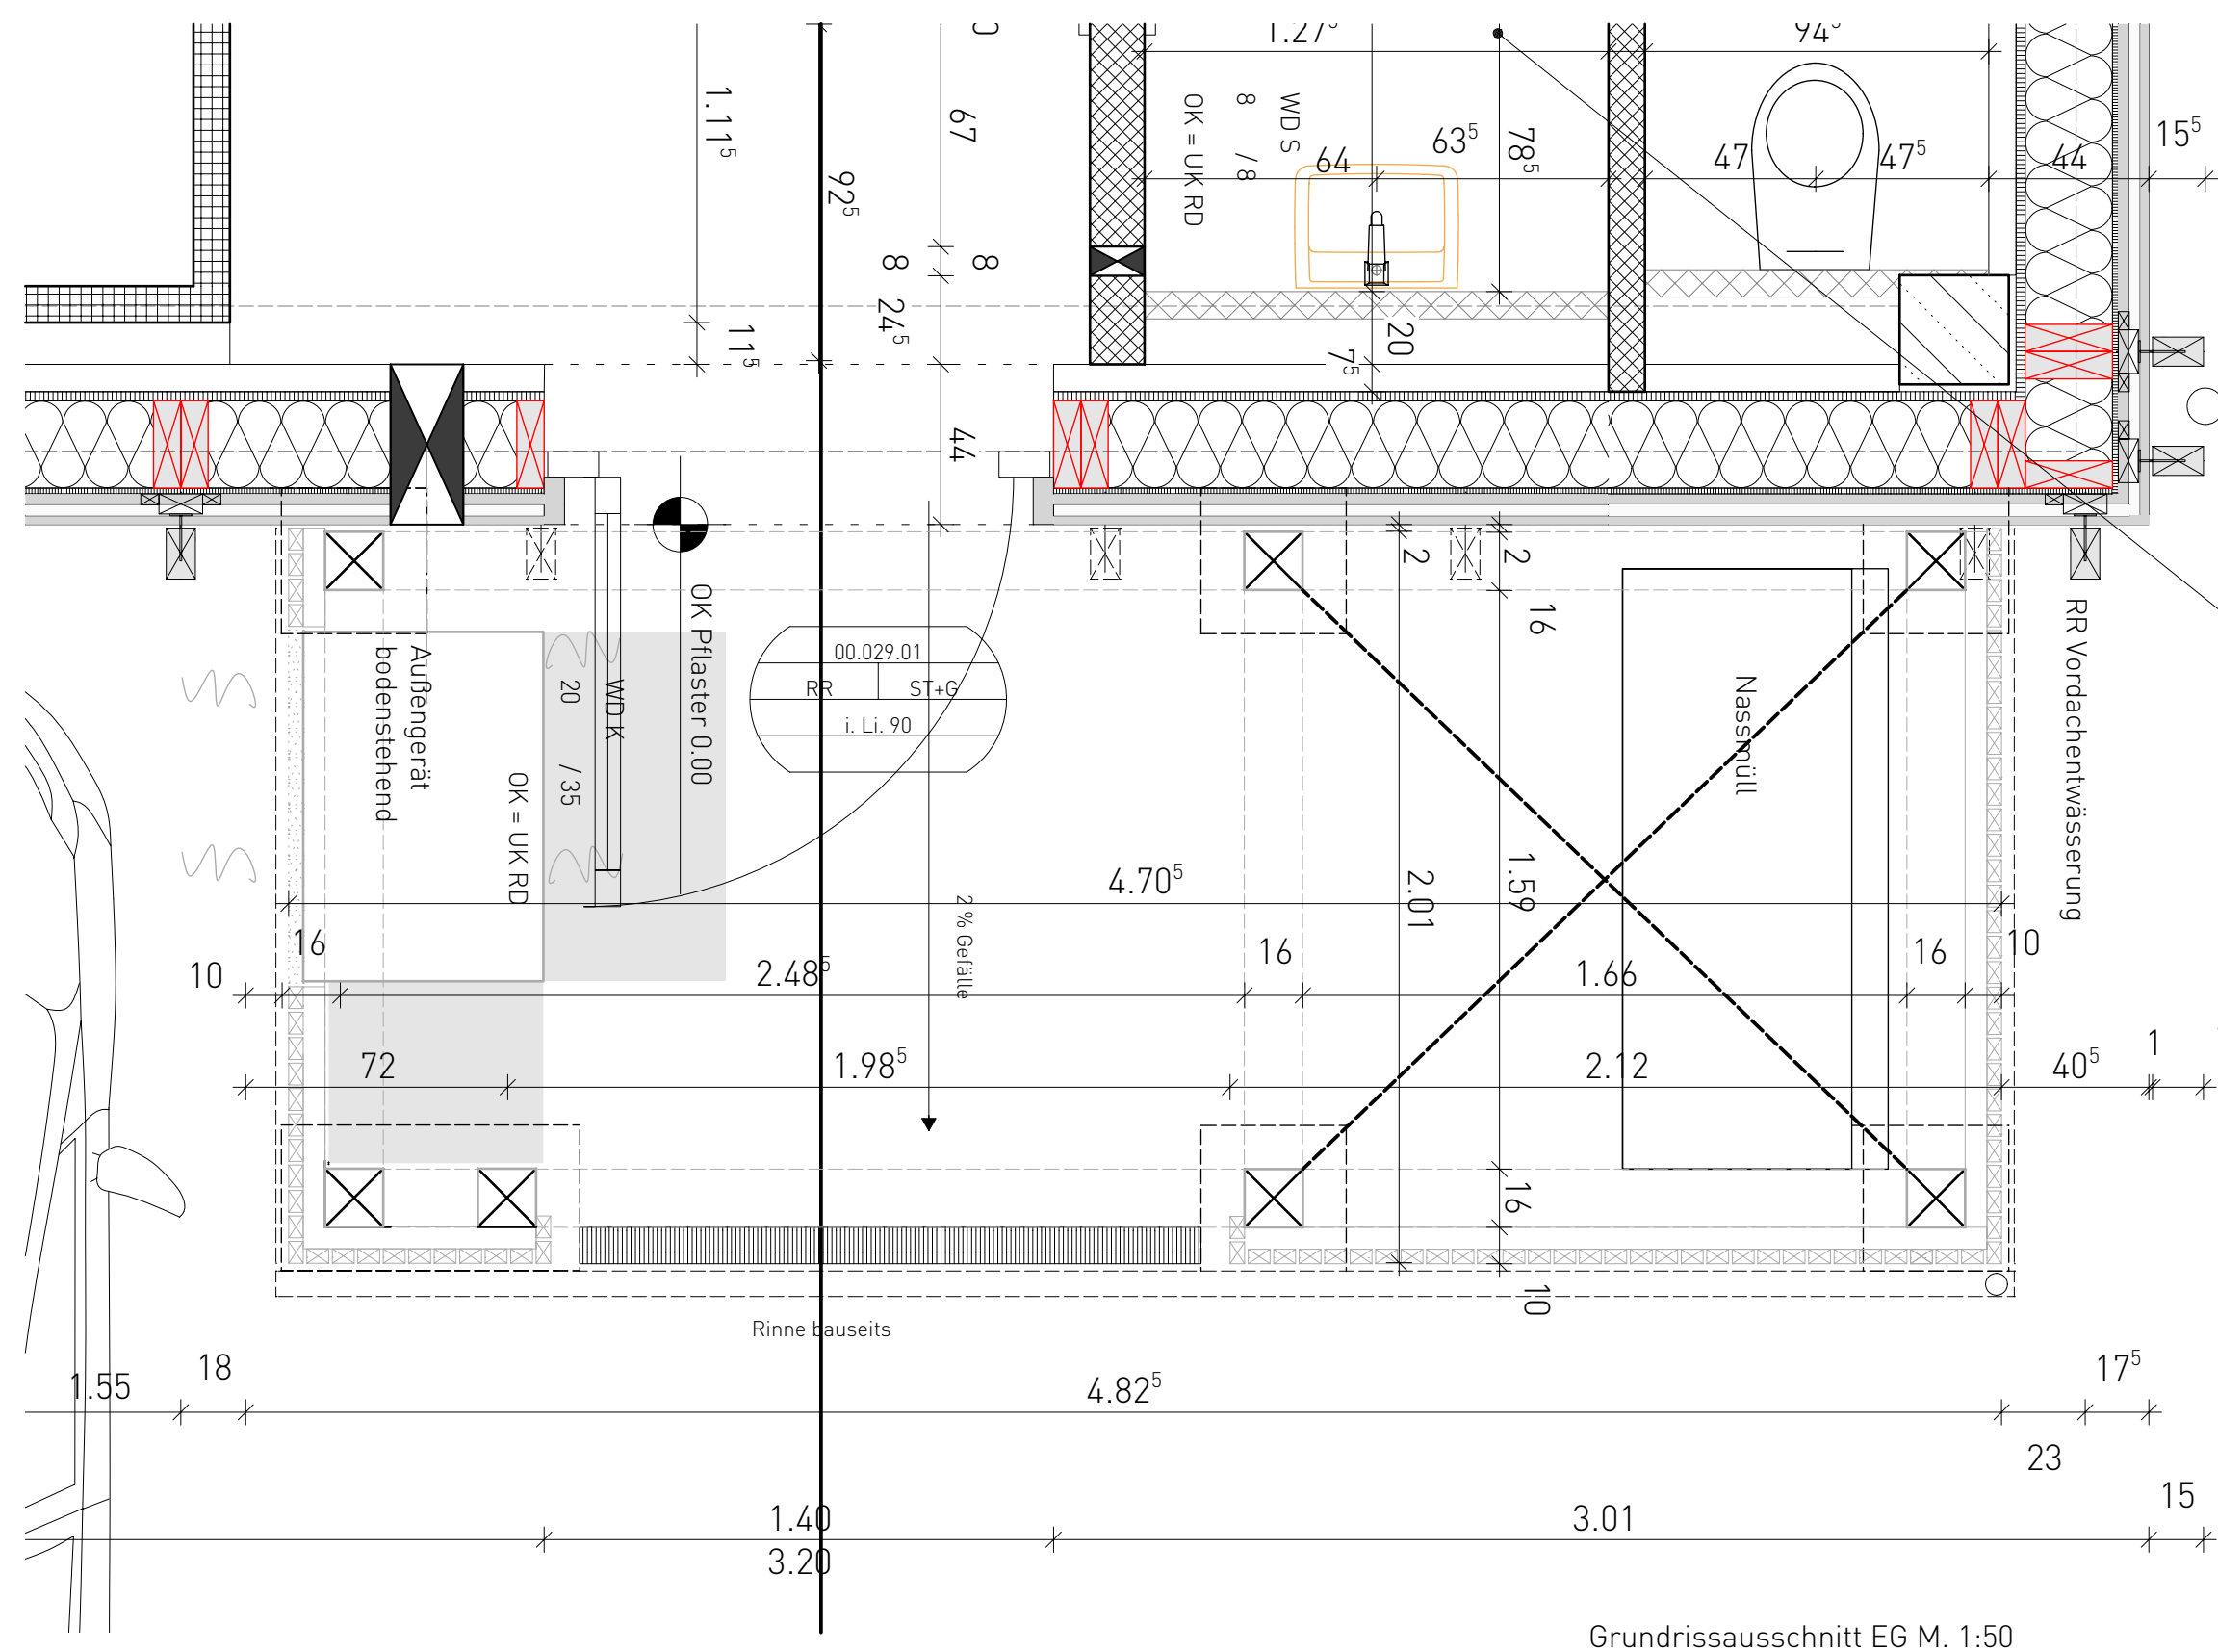 1.27⁵
94⁵
1.11⁵
67
92⁵
WD S
8 / 8
OK = UK RD
64
63⁵
78⁵
47
47⁵
44
15⁵
8
8
24⁵
11⁵
20
7⁵
44
2
2
16
OK Pflaster 0.00
00.029.01
RR
ST+G
i. Li. 90
Außengerät
bodenstehend
WD K
20 / 35
OK = UK RD
Nassmüll
RR Vordachentwässerung
4.70⁵
2.01
1.59
2 % Gefälle
16
10
2.48⁵
16
1.66
16
10
72
1.98⁵
2.12
40⁵
1
16
10
Rinne bauseits
1.55
18
4.82⁵
17⁵
23
1.40
3.20
3.01
15
Grundrissausschnitt EG M. 1:50